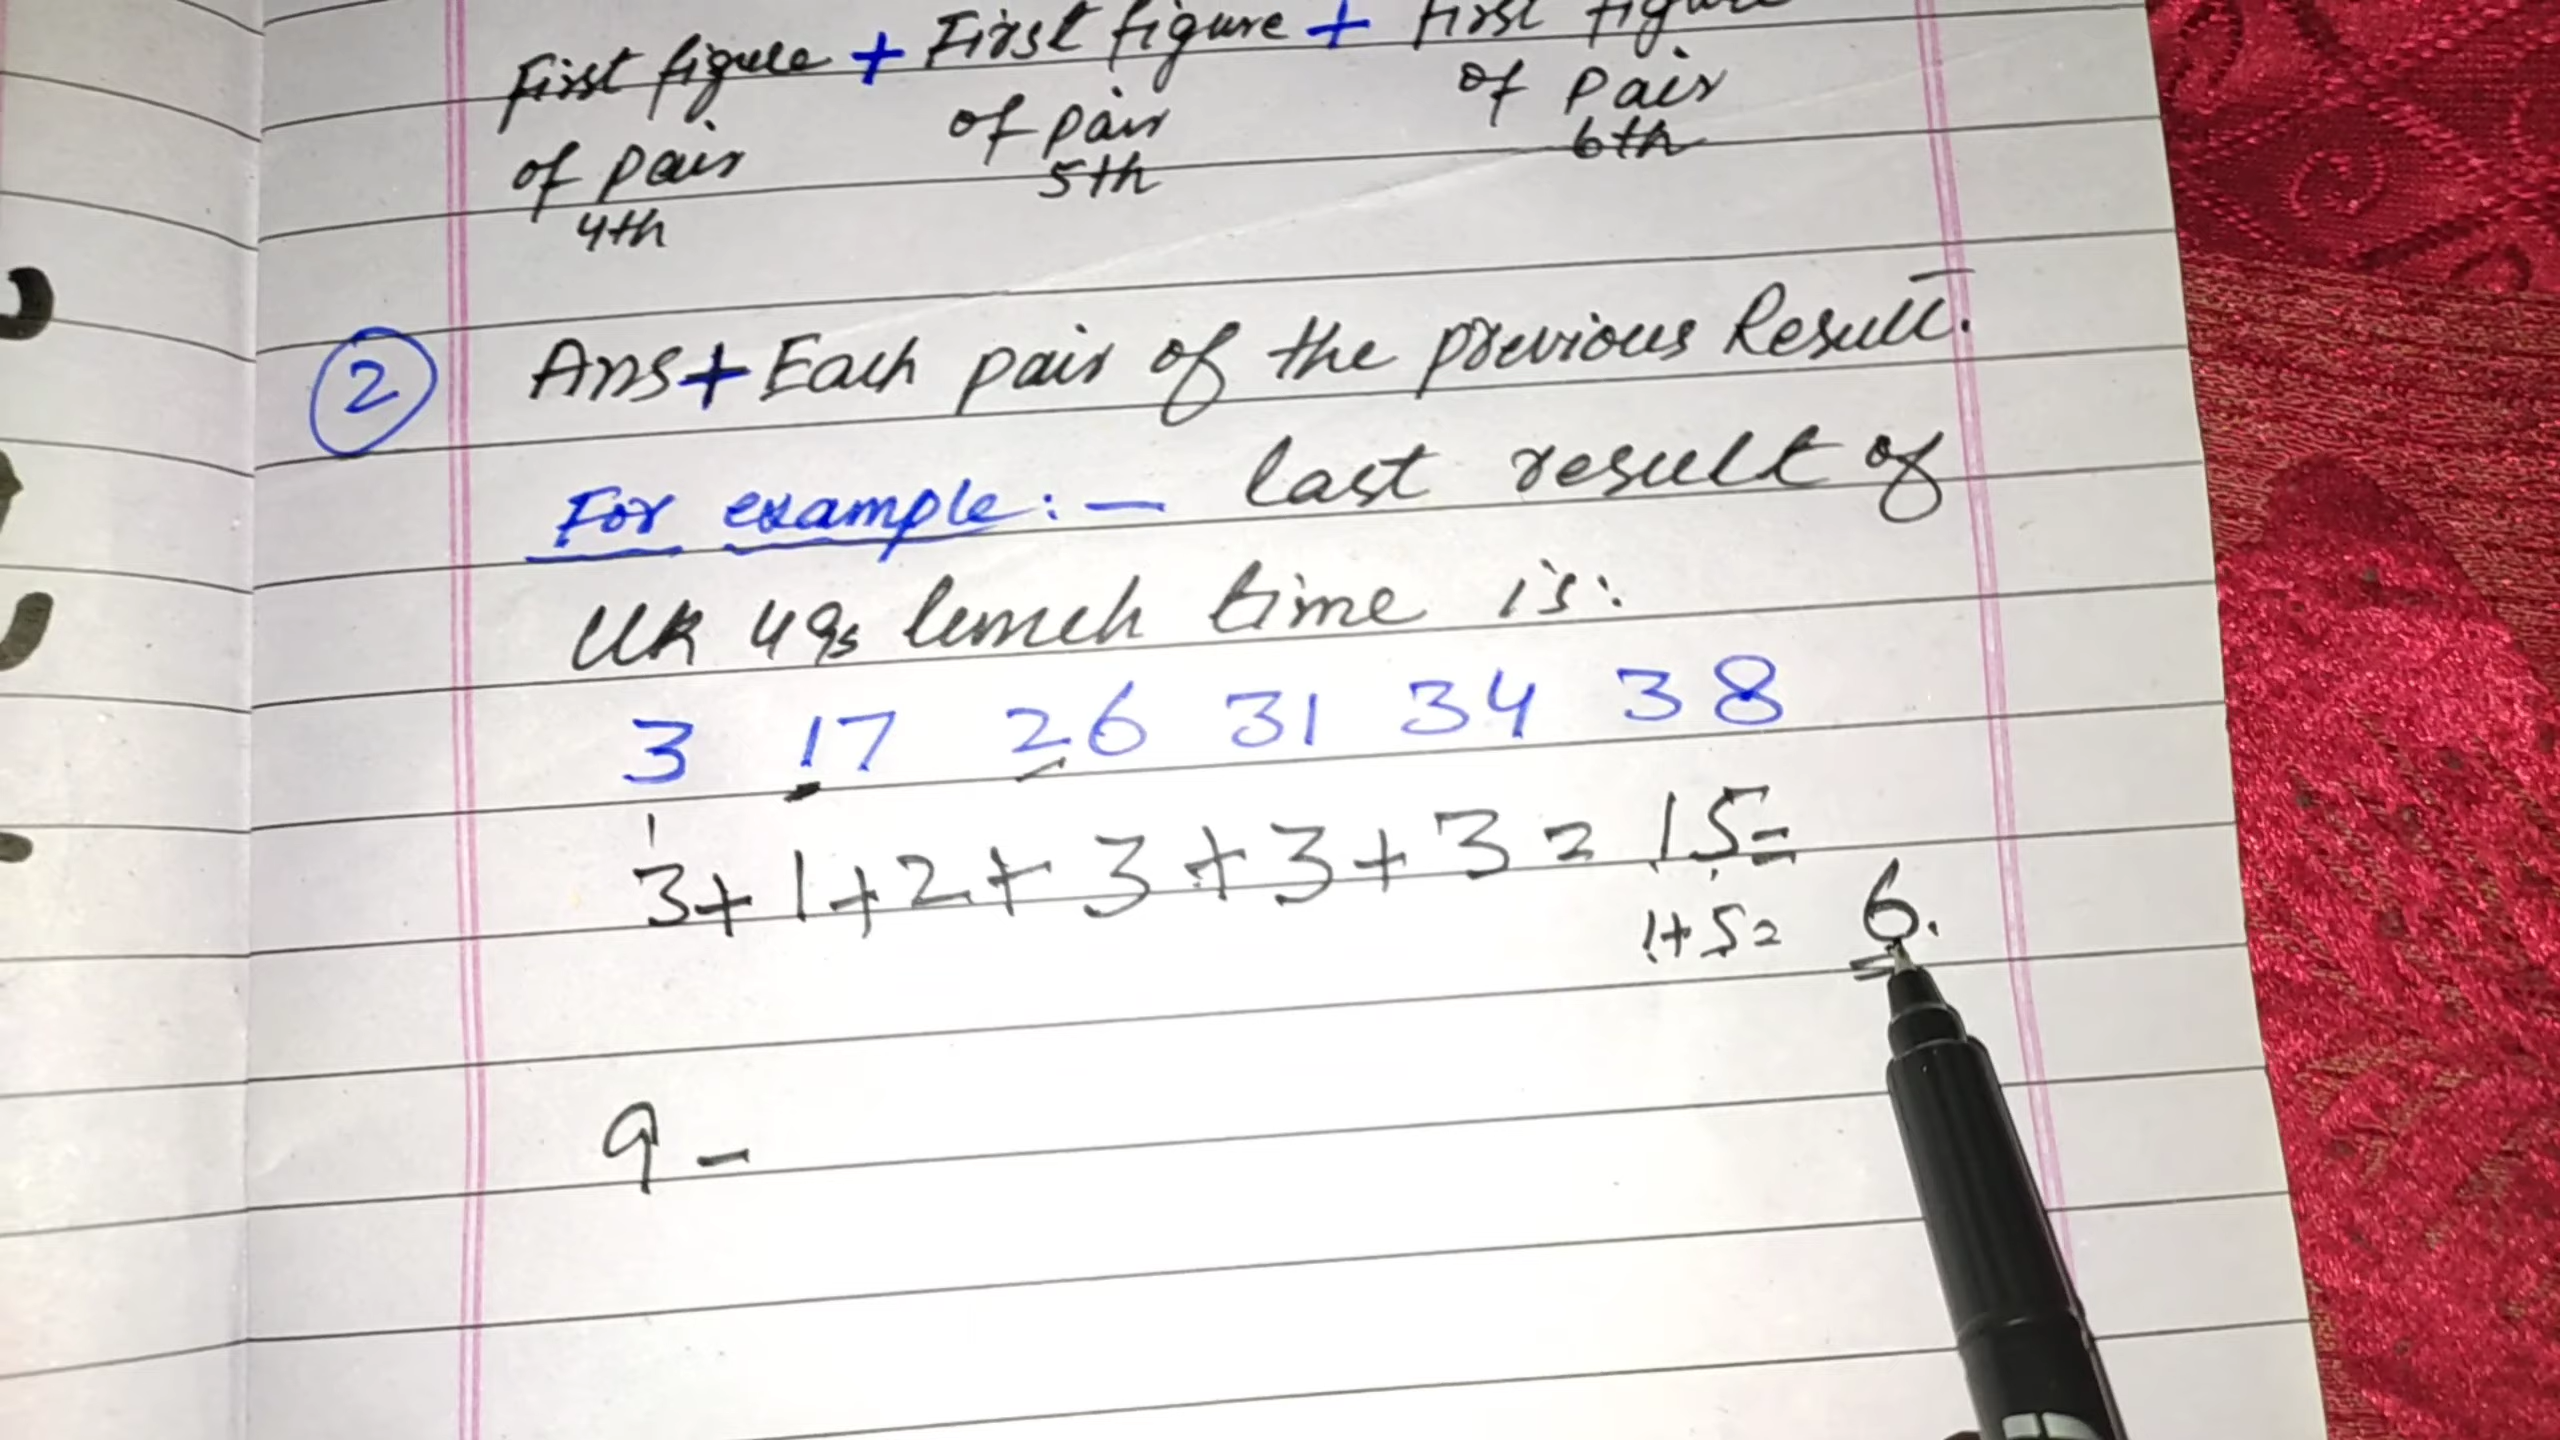 First figure + First figure + First figure
of pair of pair of pair
4th 5th 6th
2 Ans + Each pair of the previous Result.
For example:— last result of
UK 49s lunch time is:
3 17 26 31 34 38
3+1+2+3+3+3= 15=
1+5= 6.
9 -